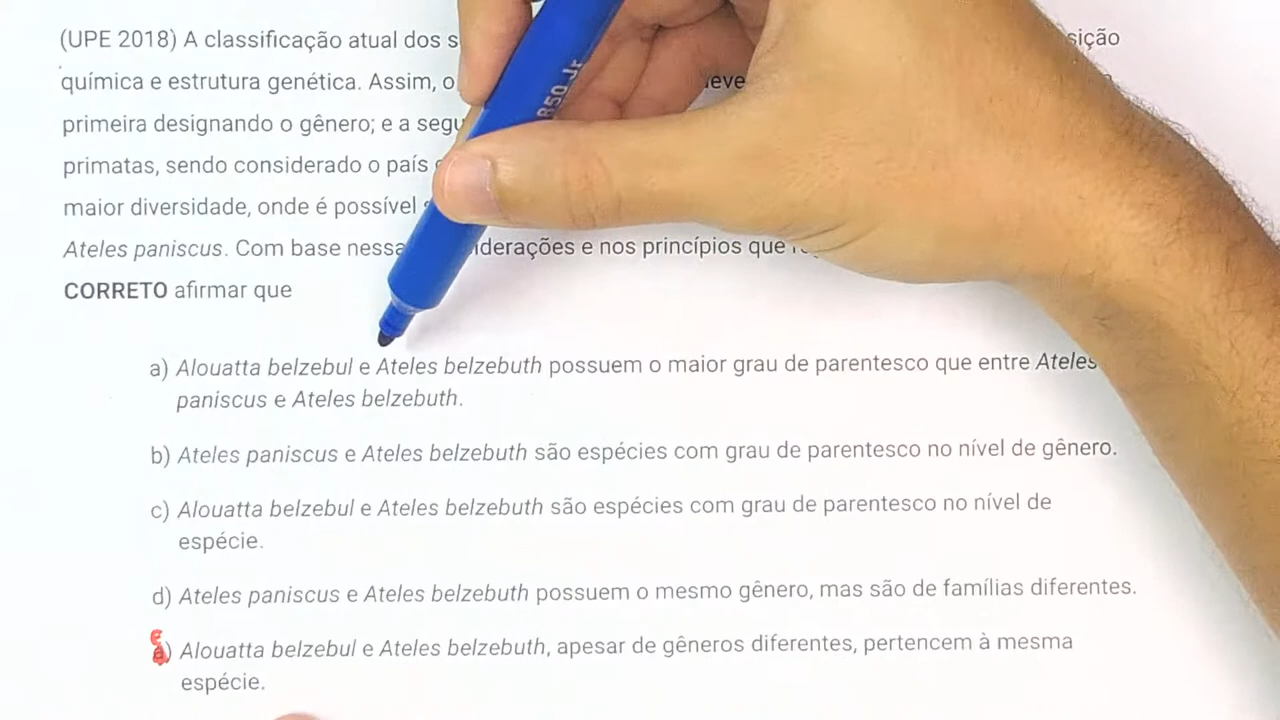 (UPE 2018) A classificação atual dos s sição
química e estrutura genética. Assim, o eve
primeira designando o gênero; e a segu
primatas, sendo considerado o país
maior diversidade, onde é possível
Ateles paniscus. Com base nessa iderações e nos princípios que
CORRETO afirmar que
a) Alouatta belzebul e Ateles belzebuth possuem o maior grau de parentesco que entre Ateles
paniscus e Ateles belzebuth.
b) Ateles paniscus e Ateles belzebuth são espécies com grau de parentesco no nível de gênero.
c) Alouatta belzebul e Ateles belzebuth são espécies com grau de parentesco no nível de
espécie.
d) Ateles paniscus e Ateles belzebuth possuem o mesmo gênero, mas são de famílias diferentes.
e) Alouatta belzebul e Ateles belzebuth, apesar de gêneros diferentes, pertencem à mesma
espécie.
850 Jr